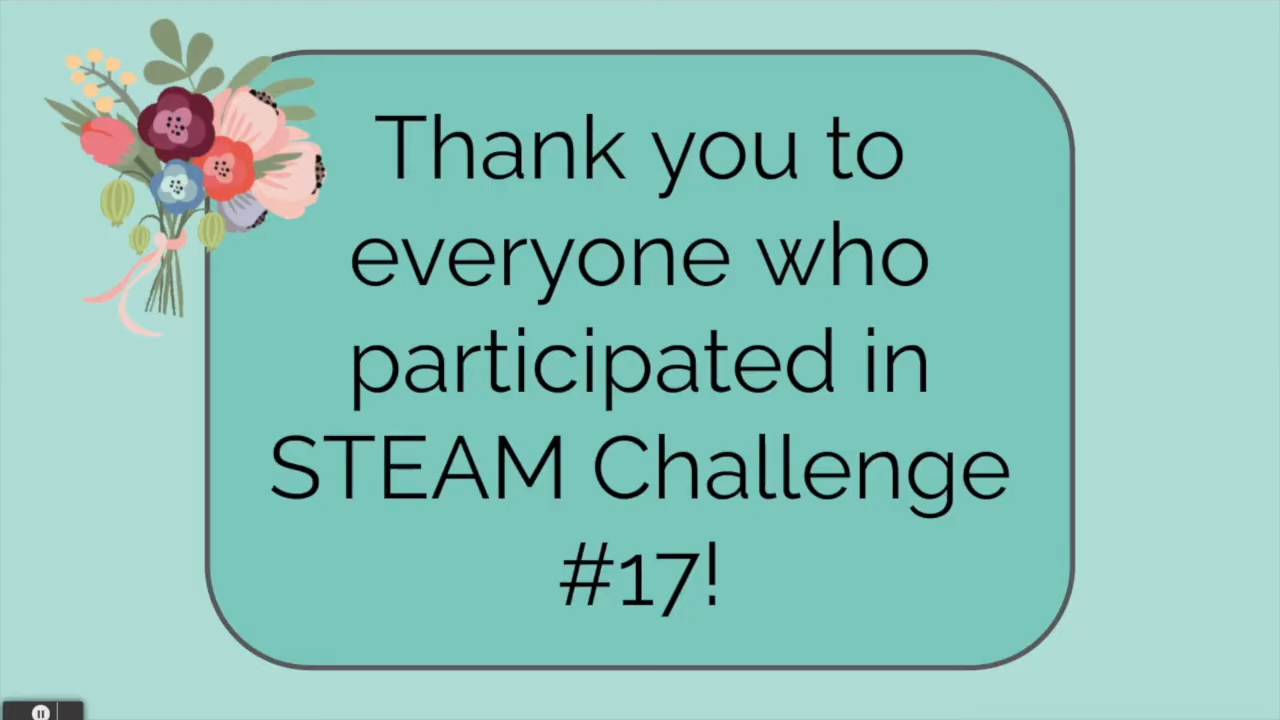 Thank you to
everyone who
participated in
STEAM Challenge
#17!